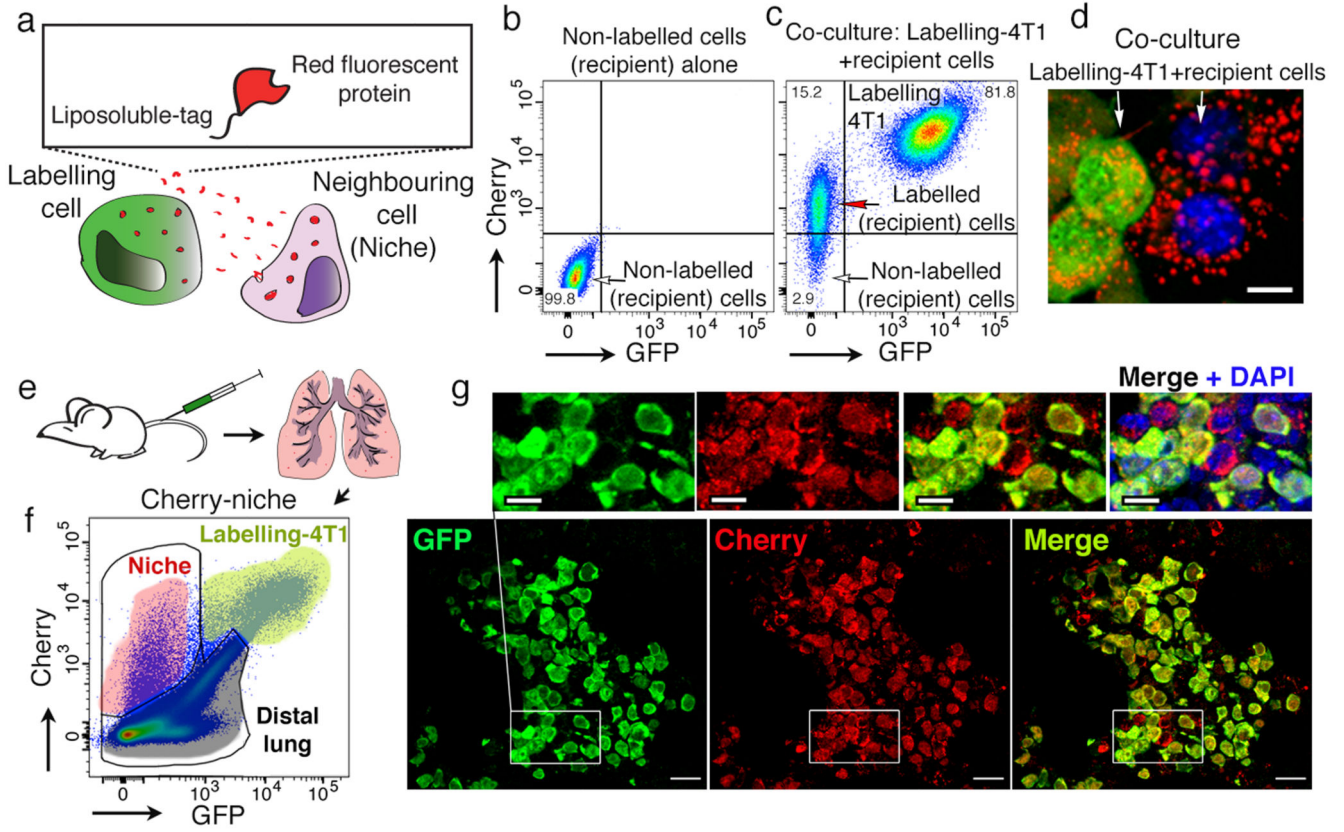 a
Liposoluble-tag
Red fluorescent
protein
Labelling
cell
Neighbouring
cell
(Niche)
b
Non-labelled cells
(recipient) alone
Cherry
10^5
10^4
10^3
0
99.8
Non-labelled
(recipient) cells
0
10^3
10^4
10^5
GFP
c
Co-culture: Labelling-4T1
+recipient cells
15.2
Labelling
4T1
81.8
Labelled
(recipient) cells
Non-labelled
(recipient) cells
2.9
0
10^3
10^4
10^5
d
Co-culture
Labelling-4T1+recipient cells
e
Cherry-niche
f
Labelling-4T1
Niche
Distal
lung
Cherry
10^5
10^4
10^3
0
0
10^3
10^4
10^5
GFP
g
Merge + DAPI
GFP
Cherry
Merge